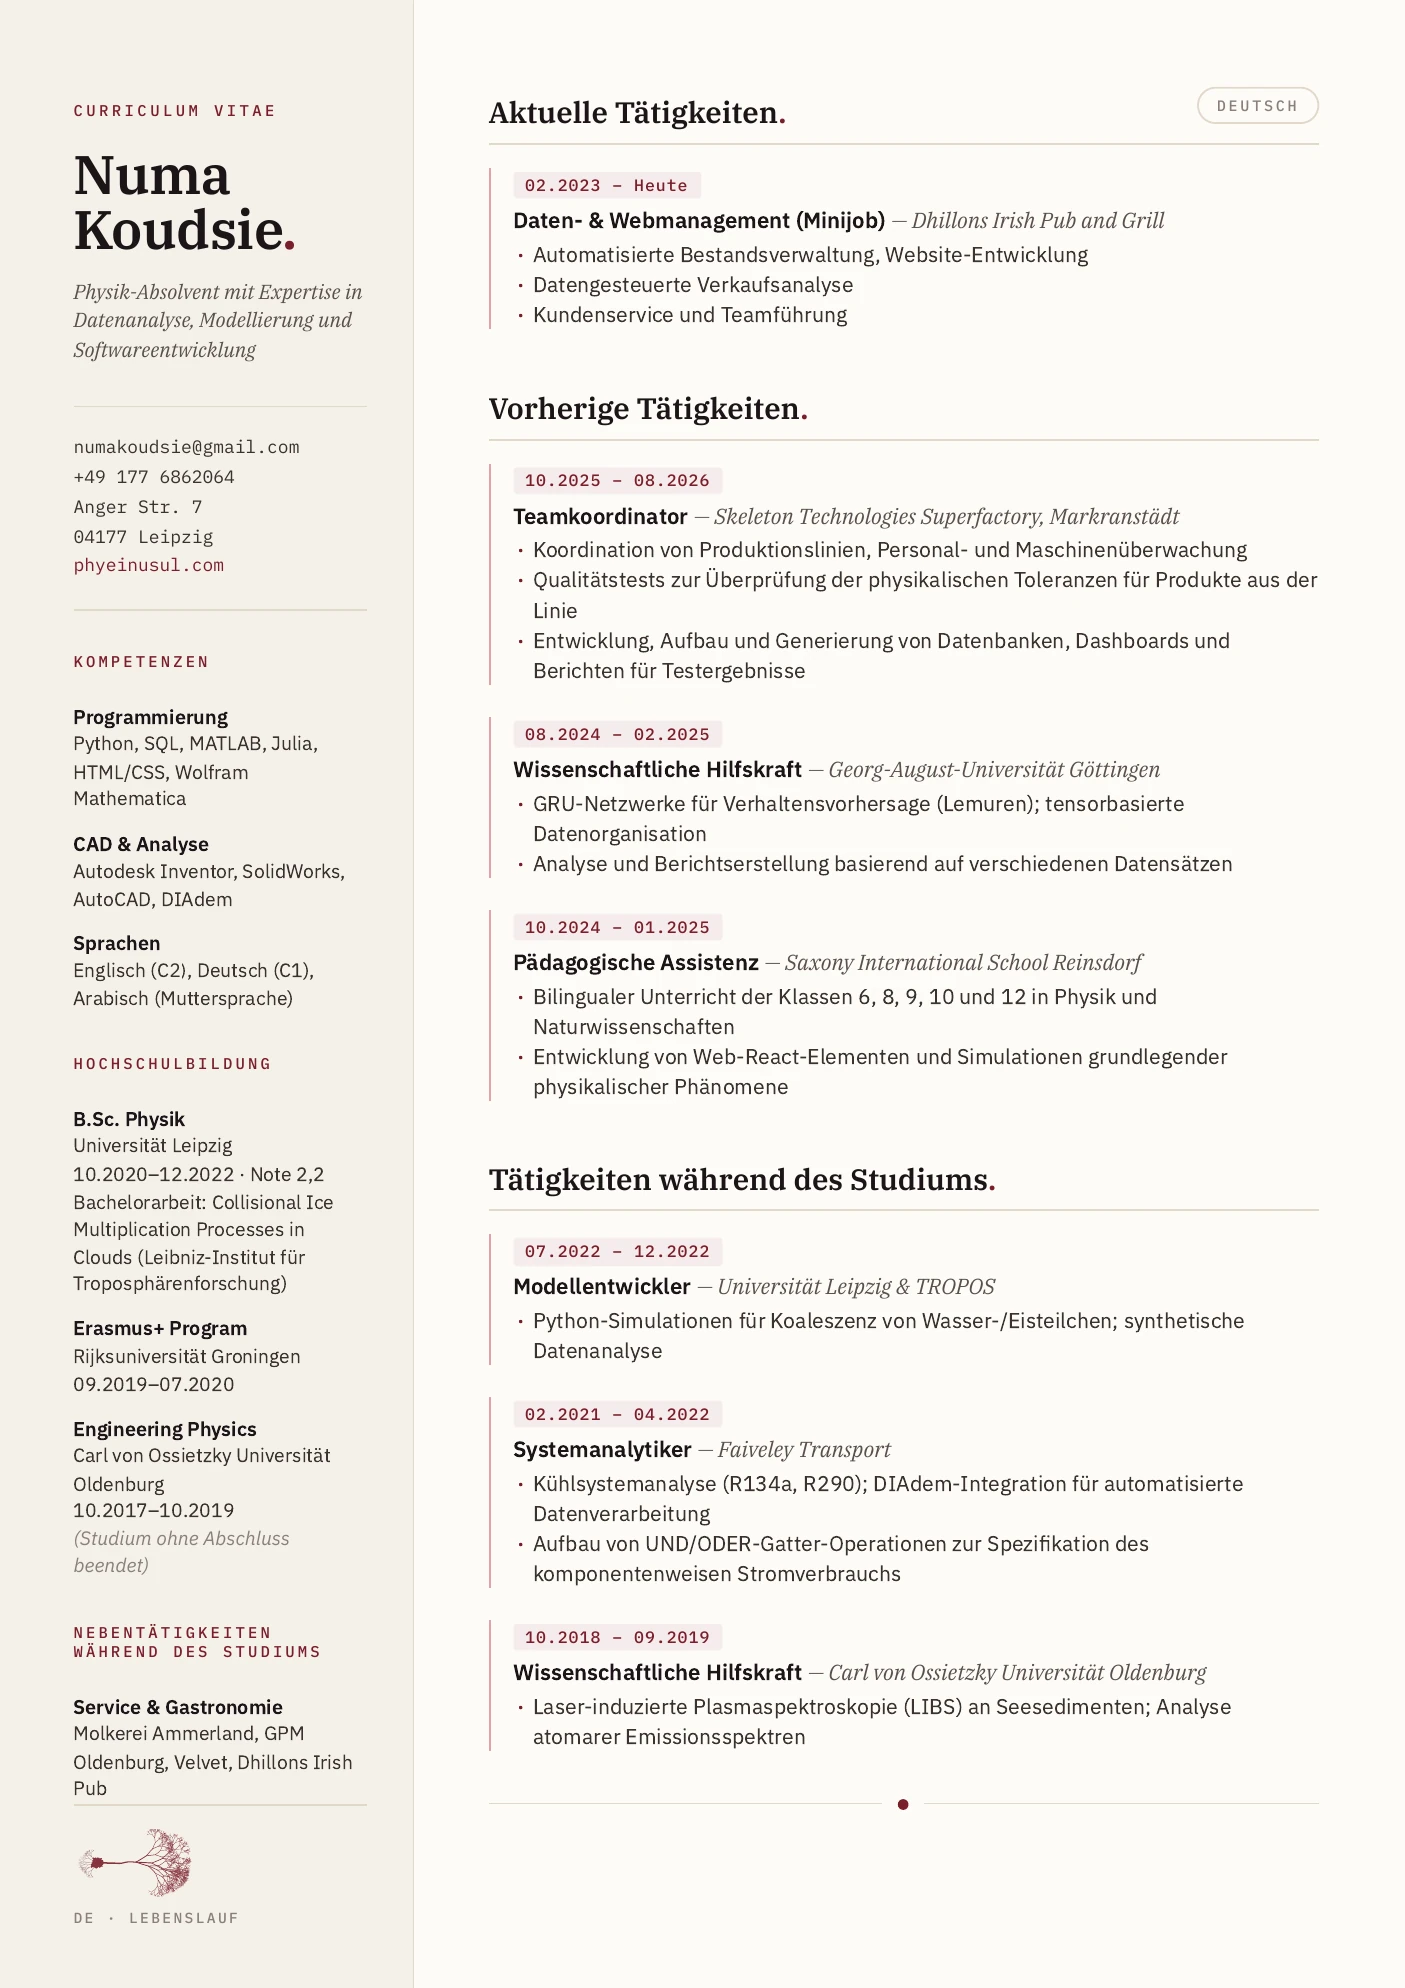 CURRICULUM VITAE
Numa
Koudsie.
Physik-Absolvent mit Expertise in
Datenanalyse, Modellierung und
Softwareentwicklung
numakoudsie@gmail.com
+49 177 6862064
Anger Str. 7
04177 Leipzig
phyeinusul.com
KOMPETENZEN
Programmierung
Python, SQL, MATLAB, Julia,
HTML/CSS, Wolfram
Mathematica
CAD & Analyse
Autodesk Inventor, SolidWorks,
AutoCAD, DIAdem
Sprachen
Englisch (C2), Deutsch (C1),
Arabisch (Muttersprache)
HOCHSCHULBILDUNG
B.Sc. Physik
Universität Leipzig
10.2020–12.2022 · Note 2,2
Bachelorarbeit: Collisional Ice
Multiplication Processes in
Clouds (Leibniz-Institut für
Troposphärenforschung)
Erasmus+ Program
Rijksuniversität Groningen
09.2019–07.2020
Engineering Physics
Carl von Ossietzky Universität
Oldenburg
10.2017–10.2019
(Studium ohne Abschluss
beendet)
NEBENTÄTIGKEITEN
WÄHREND DES STUDIUMS
Service & Gastronomie
Molkerei Ammerland, GPM
Oldenburg, Velvet, Dhillons Irish
Pub
DE · LEBENSLAUF
DEUTSCH
Aktuelle Tätigkeiten.
02.2023 – Heute
Daten- & Webmanagement (Minijob) — Dhillons Irish Pub and Grill
· Automatisierte Bestandsverwaltung, Website-Entwicklung
· Datengesteuerte Verkaufsanalyse
· Kundenservice und Teamführung
Vorherige Tätigkeiten.
10.2025 – 08.2026
Teamkoordinator — Skeleton Technologies Superfactory, Markranstädt
· Koordination von Produktionslinien, Personal- und Maschinenüberwachung
· Qualitätstests zur Überprüfung der physikalischen Toleranzen für Produkte aus der
Linie
· Entwicklung, Aufbau und Generierung von Datenbanken, Dashboards und
Berichten für Testergebnisse
08.2024 – 02.2025
Wissenschaftliche Hilfskraft — Georg-August-Universität Göttingen
· GRU-Netzwerke für Verhaltensvorhersage (Lemuren); tensorbasierte
Datenorganisation
· Analyse und Berichtserstellung basierend auf verschiedenen Datensätzen
10.2024 – 01.2025
Pädagogische Assistenz — Saxony International School Reinsdorf
· Bilingualer Unterricht der Klassen 6, 8, 9, 10 und 12 in Physik und
Naturwissenschaften
· Entwicklung von Web-React-Elementen und Simulationen grundlegender
physikalischer Phänomene
Tätigkeiten während des Studiums.
07.2022 – 12.2022
Modellentwickler — Universität Leipzig & TROPOS
· Python-Simulationen für Koaleszenz von Wasser-/Eisteilchen; synthetische
Datenanalyse
02.2021 – 04.2022
Systemanalytiker — Faiveley Transport
· Kühlsystemanalyse (R134a, R290); DIAdem-Integration für automatisierte
Datenverarbeitung
· Aufbau von UND/ODER-Gatter-Operationen zur Spezifikation des
komponentenweisen Stromverbrauchs
10.2018 – 09.2019
Wissenschaftliche Hilfskraft — Carl von Ossietzky Universität Oldenburg
· Laser-induzierte Plasmaspektroskopie (LIBS) an Seesedimenten; Analyse
atomarer Emissionsspektren